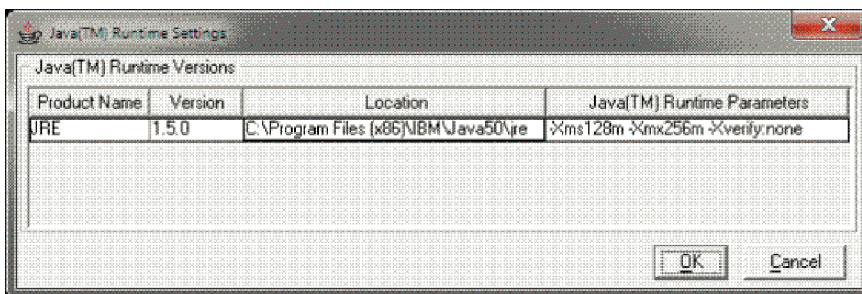 Java(TM) Runtime Settings
Java(TM) Runtime Versions
Product Name Version Location Java(TM) Runtime Parameters
JRE 1.5.0 C:\Program Files (x86)\IBM\Java50\jre -Xms128m -Xmx256m -Xverify:none
OK Cancel